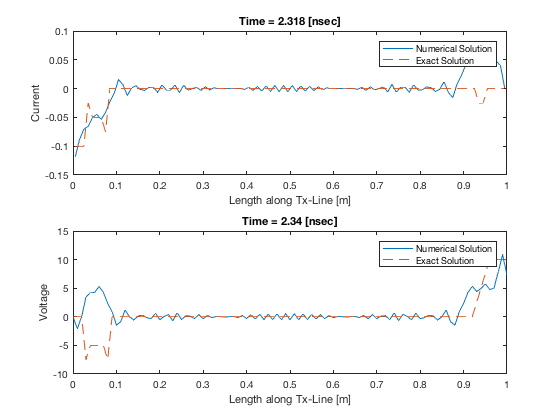 Time = 2.318 [nsec]
0.1
0.05
0
-0.05
-0.1
-0.15
Current
Numerical Solution
Exact Solution
0 0.1 0.2 0.3 0.4 0.5 0.6 0.7 0.8 0.9 1
Length along Tx-Line [m]
Time = 2.34 [nsec]
15
10
5
0
-5
-10
Voltage
Numerical Solution
Exact Solution
0 0.1 0.2 0.3 0.4 0.5 0.6 0.7 0.8 0.9 1
Length along Tx-Line [m]